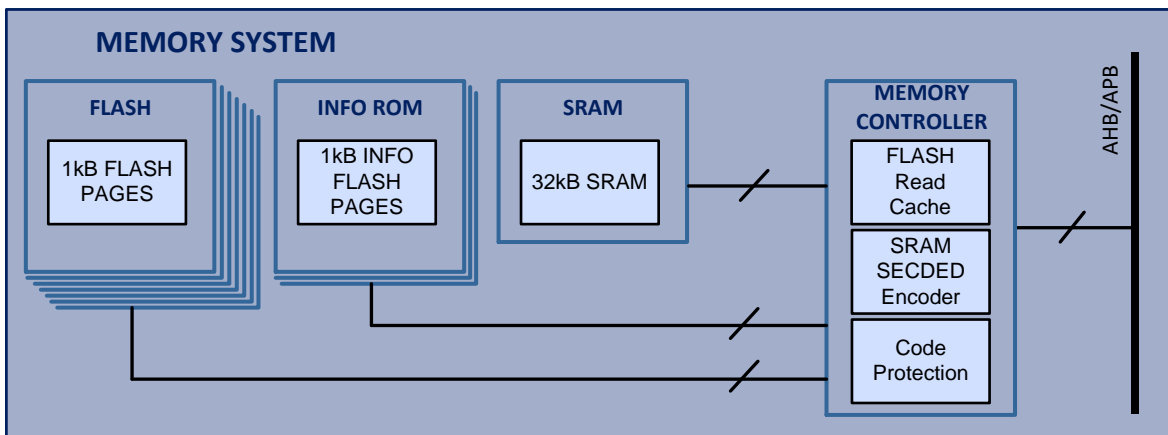 MEMORY SYSTEM
FLASH
1kB FLASH
PAGES
INFO ROM
1kB INFO
FLASH
PAGES
SRAM
32kB SRAM
MEMORY
CONTROLLER
FLASH
Read
Cache
SRAM
SECDED
Encoder
Code
Protection
AHB/APB